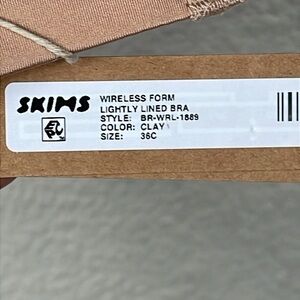 SKIMS
WIRELESS FORM
LIGHTLY LINED BRA
STYLE: BR-WRL-1889
COLOR: CLAY
SIZE: 36C